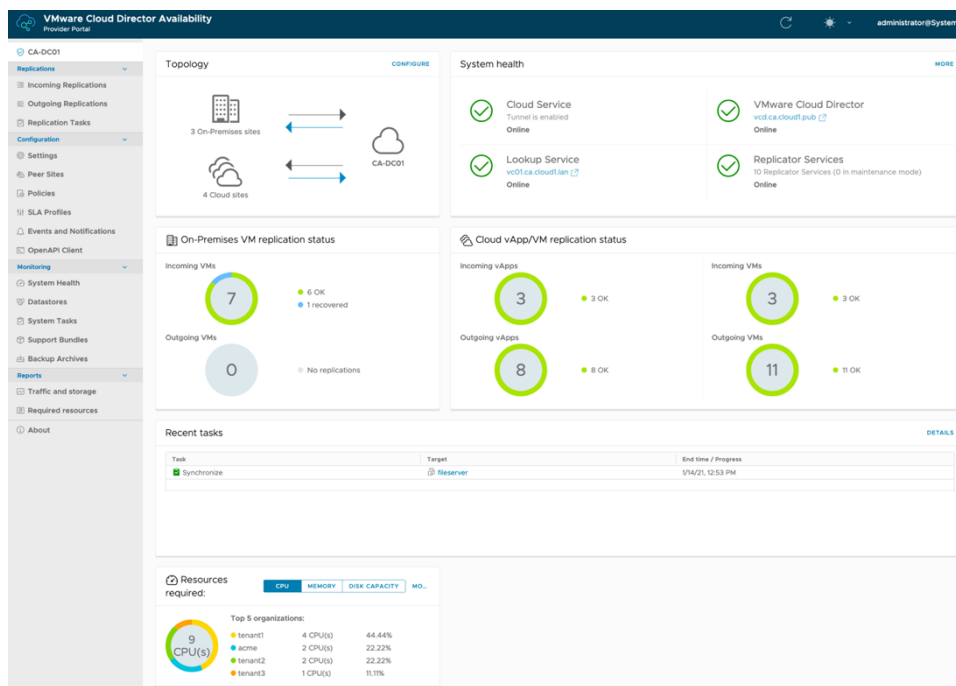 VMware Cloud Director Availability
Provider Portal
administrator@System
CA-DC01
Replications
Incoming Replications
Outgoing Replications
Replication Tasks
Configuration
Settings
Peer Sites
Policies
SLA Profiles
Events and Notifications
OpenAPI Client
Monitoring
System Health
Datastores
System Tasks
Support Bundles
Backup Archives
Reports
Traffic and storage
Required resources
About
Topology CONFIGURE
3 On-Premises sites
CA-DC01
4 Cloud sites
System health MORE
Cloud Service
Tunnel is enabled
Online
VMware Cloud Director
vcd.ca.cloud1.pub
Online
Lookup Service
vc01.ca.cloud1.lan
Online
Replicator Services
10 Replicator Services (0 in maintenance mode)
Online
On-Premises VM replication status
Incoming VMs
7
6 OK
1 recovered
Outgoing VMs
0
No replications
Cloud vApp/VM replication status
Incoming vApps
3
3 OK
Incoming VMs
3
3 OK
Outgoing vApps
8
8 OK
Outgoing VMs
11
11 OK
Recent tasks DETAILS
Task Target End time / Progress
Synchronize fileserver 1/14/21, 12:53 PM
Resources required:
CPU MEMORY DISK CAPACITY MO...
9
CPU(s)
Top 5 organizations:
tenant1 4 CPU(s) 44.44%
acme 2 CPU(s) 22.22%
tenant2 2 CPU(s) 22.22%
tenant3 1 CPU(s) 11.11%